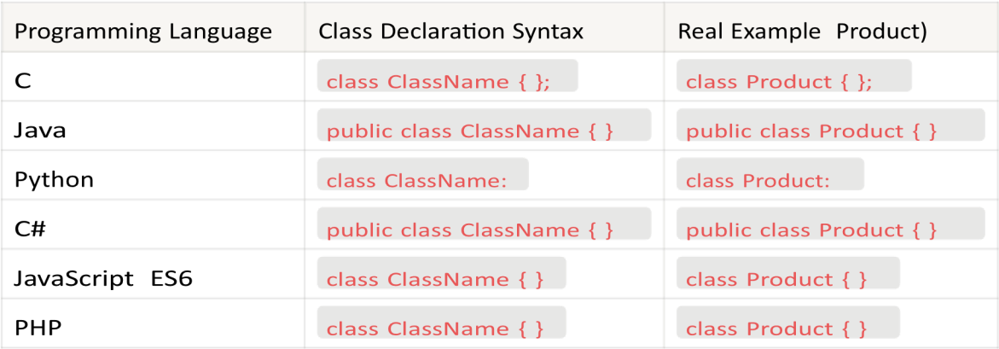 Programming Language Class Declaration Syntax Real Example  Product)
C class ClassName { }; class Product { };
Java public class ClassName { } public class Product { }
Python class ClassName: class Product:
C# public class ClassName { } public class Product { }
JavaScript  ES6 class ClassName { } class Product { }
PHP class ClassName { } class Product { }